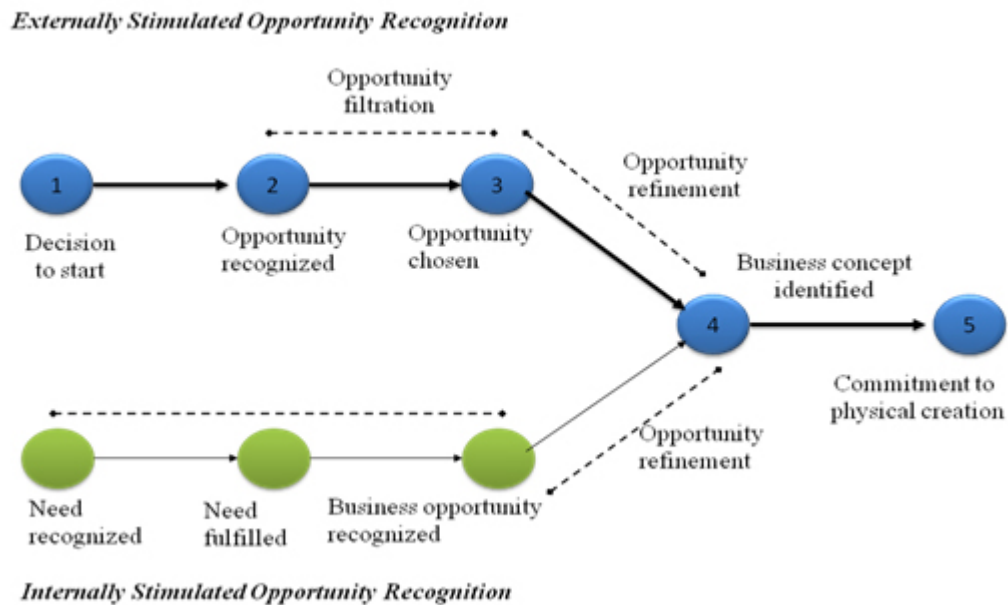 Externally Stimulated Opportunity Recognition
Opportunity
filtration
Opportunity
refinement
1
2
3
Decision
to start
Opportunity
recognized
Opportunity
chosen
Business concept
identified
4
5
Commitment to
physical creation
Opportunity
refinement
Need
recognized
Need
fulfilled
Business opportunity
recognized
Internally Stimulated Opportunity Recognition